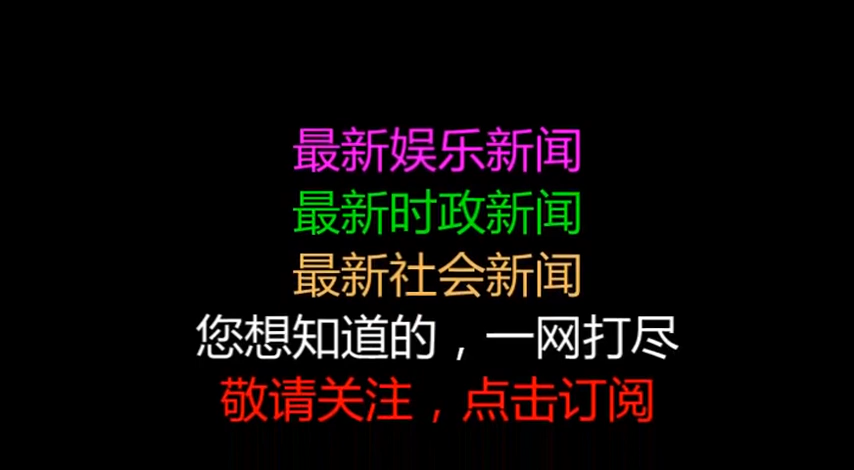 最新娱乐新闻
最新时政新闻
最新社会新闻
您想知道的，一网打尽
敬请关注，点击订阅